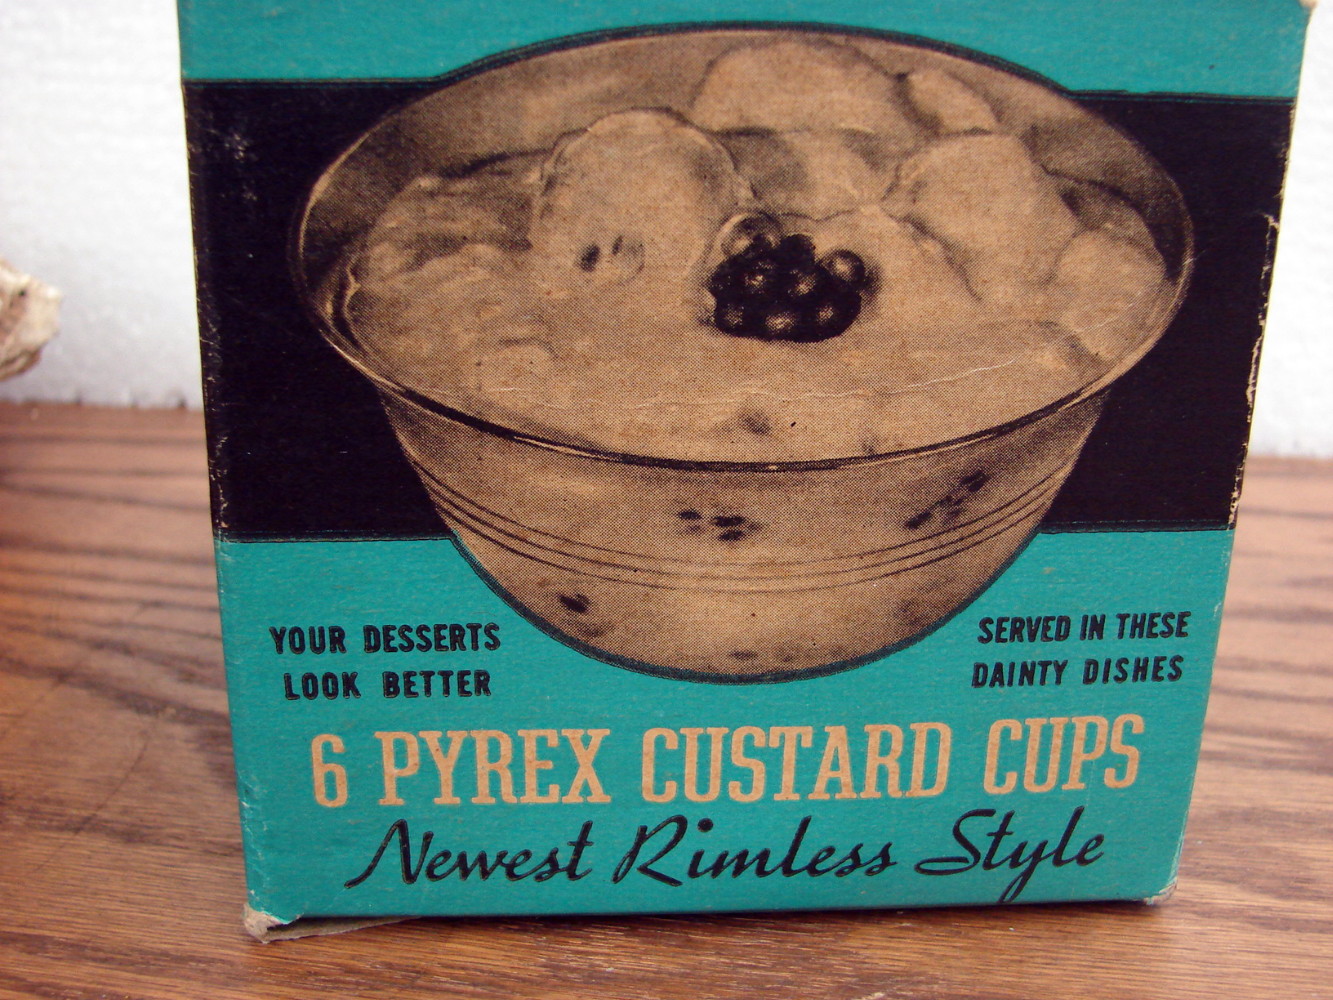 YOUR DESSERTS
LOOK BETTER
SERVED IN THESE
DAINTY DISHES
6 PYREX CUSTARD CUPS
Newest Rimless Style